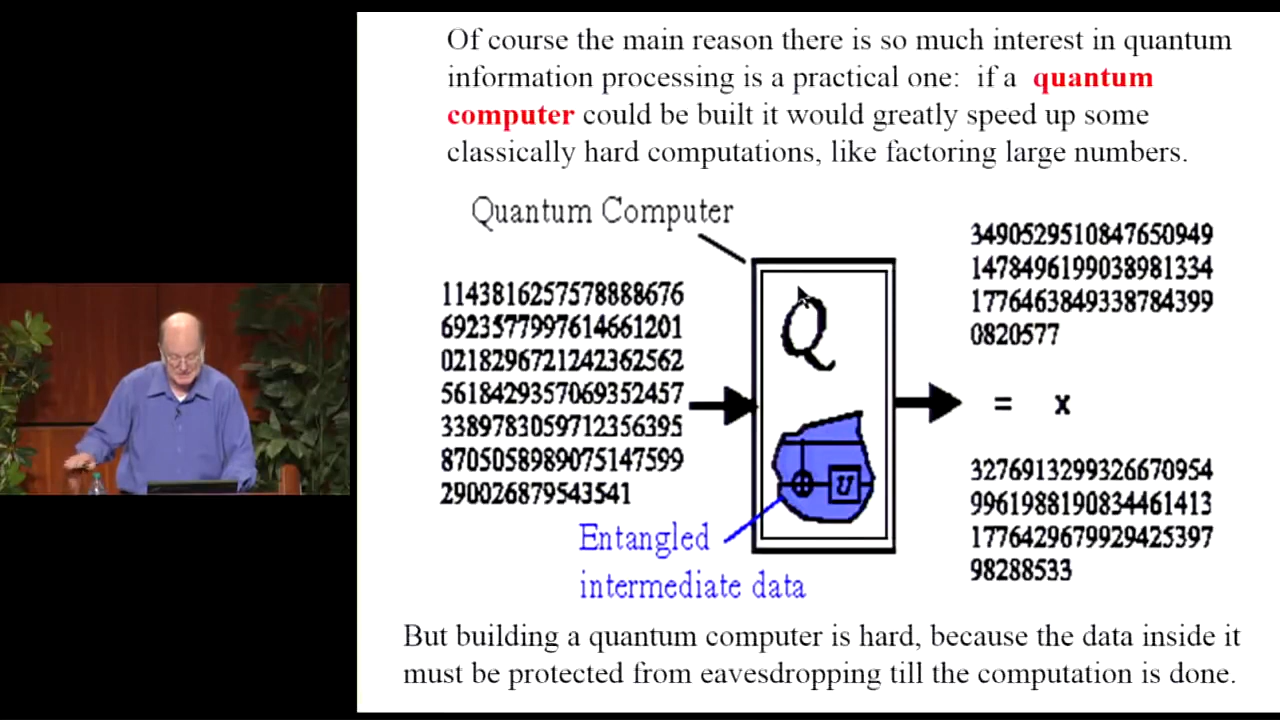 Of course the main reason there is so much interest in quantum
information processing is a practical one:  if a  quantum
computer could be built it would greatly speed up some
classically hard computations, like factoring large numbers.
Quantum Computer
1143816257578888676
6923577997614661201
0218296721242362562
5618429357069352457
3389783059712356395
8705058989075147599
290026879543541
Q
U
Entangled
intermediate data
3490529510847650949
1478496199038981334
1776463849338784399
0820577
= x
3276913299326670954
9961988190834461413
1776429679929425397
98288533
But building a quantum computer is hard, because the data inside it
must be protected from eavesdropping till the computation is done.